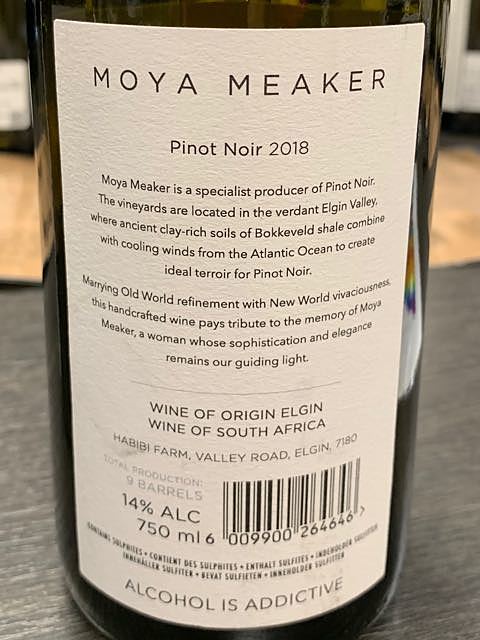 MOYA MEAKER
Pinot Noir 2018
Moya Meaker is a specialist producer of Pinot Noir.
The vineyards are located in the verdant Elgin Valley,
where ancient clay-rich soils of Bokkeveld shale combine
with cooling winds from the Atlantic Ocean to create
ideal terroir for Pinot Noir.
Marrying Old World refinement with New World vivaciousness,
this handcrafted wine pays tribute to the memory of Moya
Meaker, a woman whose sophistication and elegance
remains our guiding light.
WINE OF ORIGIN ELGIN
WINE OF SOUTH AFRICA
HABIBI FARM, VALLEY ROAD, ELGIN, 7180
TOTAL PRODUCTION:
9 BARRELS
14% ALC
750 ml
6 009900 264646 >
CONTAINS SULPHITES • CONTIENT DES SULPHITES • ENTHALT SULFITES • INDEHOLDER SULFITTER
INNEHÅLLER SULFITER • BEVAT SULFIETEN • INNEHOLDER SULFITTER
ALCOHOL IS ADDICTIVE